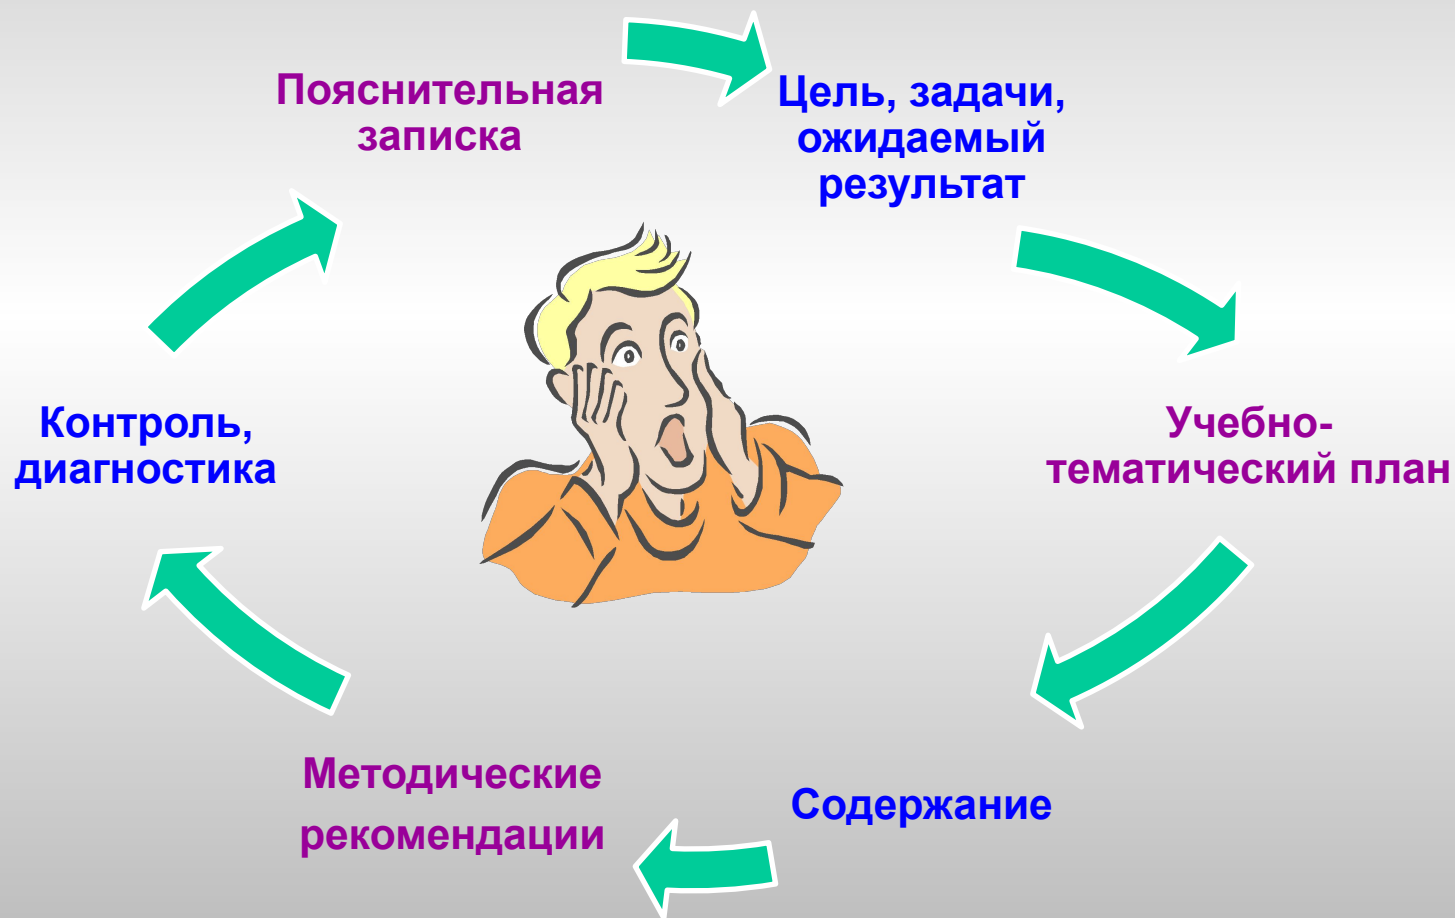 Пояснительная
записка
Цель, задачи,
ожидаемый
результат
Учебно-
тематический план
Содержание
Методические
рекомендации
Контроль,
диагностика